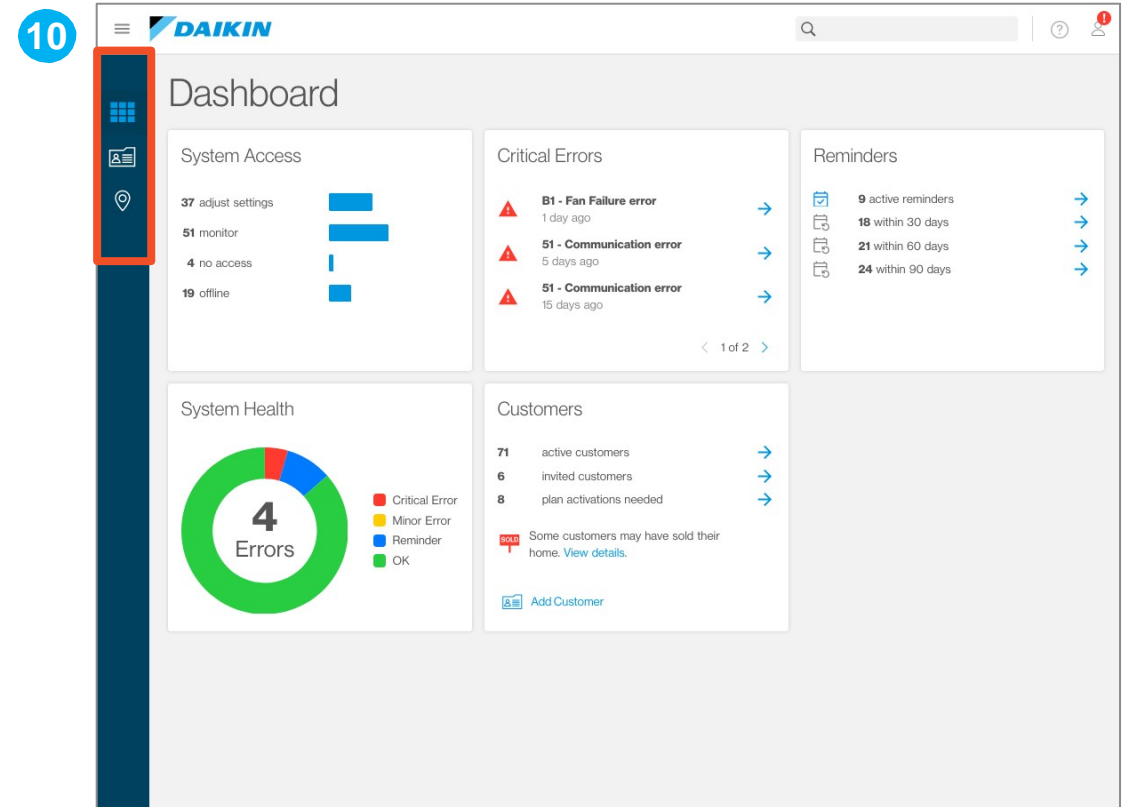 10
DAIKIN
?
!
Dashboard
System Access
37 adjust settings
51 monitor
4 no access
19 offline
Critical Errors
B1 - Fan Failure error
1 day ago
51 - Communication error
5 days ago
51 - Communication error
15 days ago
1 of 2
Reminders
9 active reminders
18 within 30 days
21 within 60 days
24 within 90 days
System Health
4
Errors
Critical Error
Minor Error
Reminder
OK
Customers
71 active customers
6 invited customers
8 plan activations needed
SOLD
Some customers may have sold their
home. View details.
Add Customer